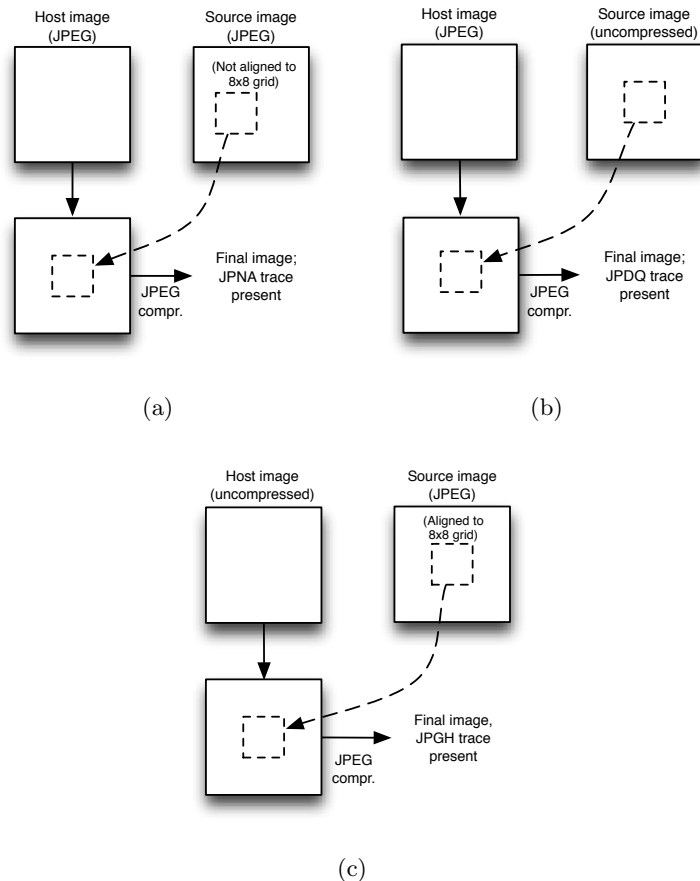 Host image
(JPEG)
Source image
(JPEG)
(Not aligned to
8x8 grid)
Final image;
JPNA trace
present
JPEG
compr.
(a)
Host image
(JPEG)
Source image
(uncompressed)
Final image;
JPDQ trace
present
JPEG
compr.
(b)
Host image
(uncompressed)
Source image
(JPEG)
(Aligned to
8x8 grid)
Final image,
JPGH trace
present
JPEG
compr.
(c)